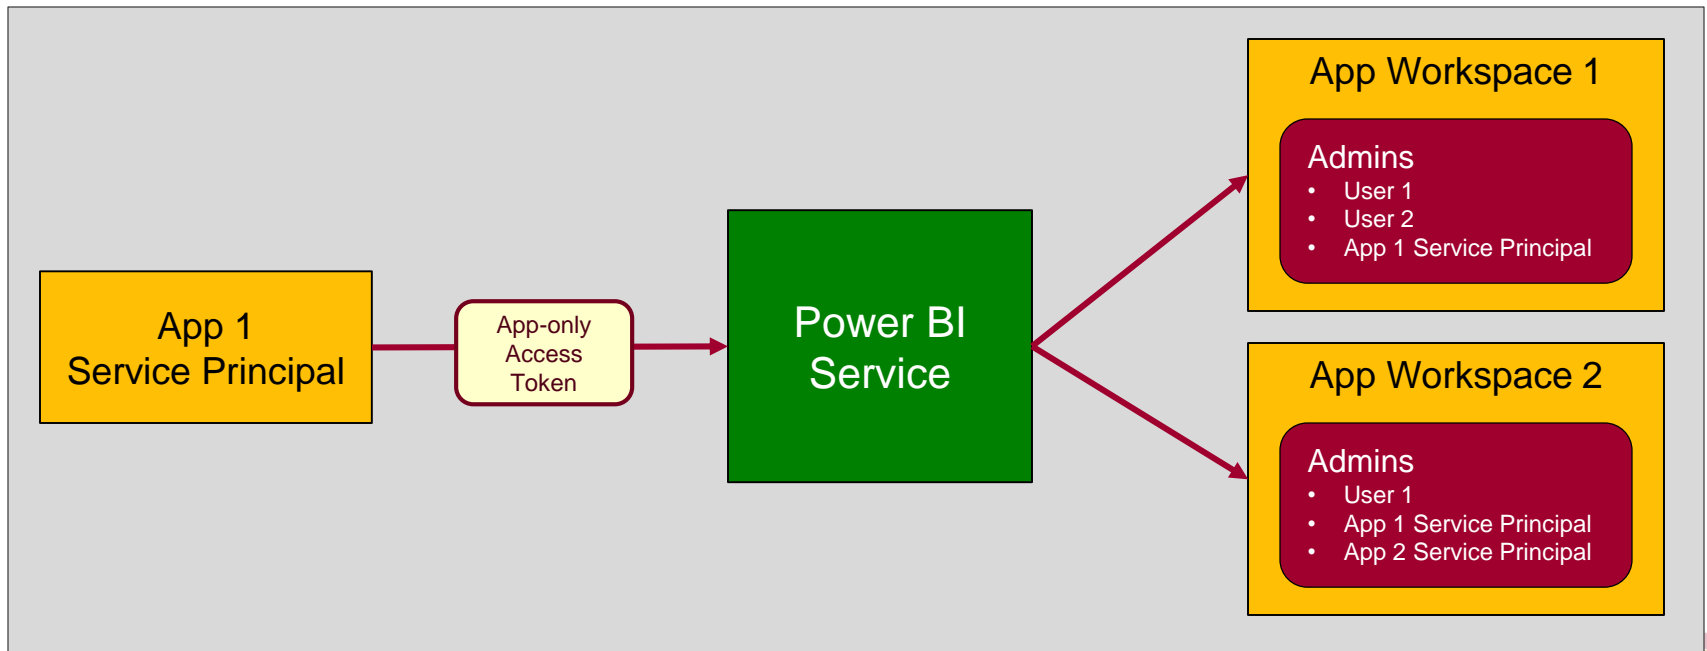 App 1
Service Principal
App-only
Access
Token
Power BI
Service
App Workspace 1
Admins
• User 1
• User 2
• App 1 Service Principal
App Workspace 2
Admins
• User 1
• App 1 Service Principal
• App 2 Service Principal